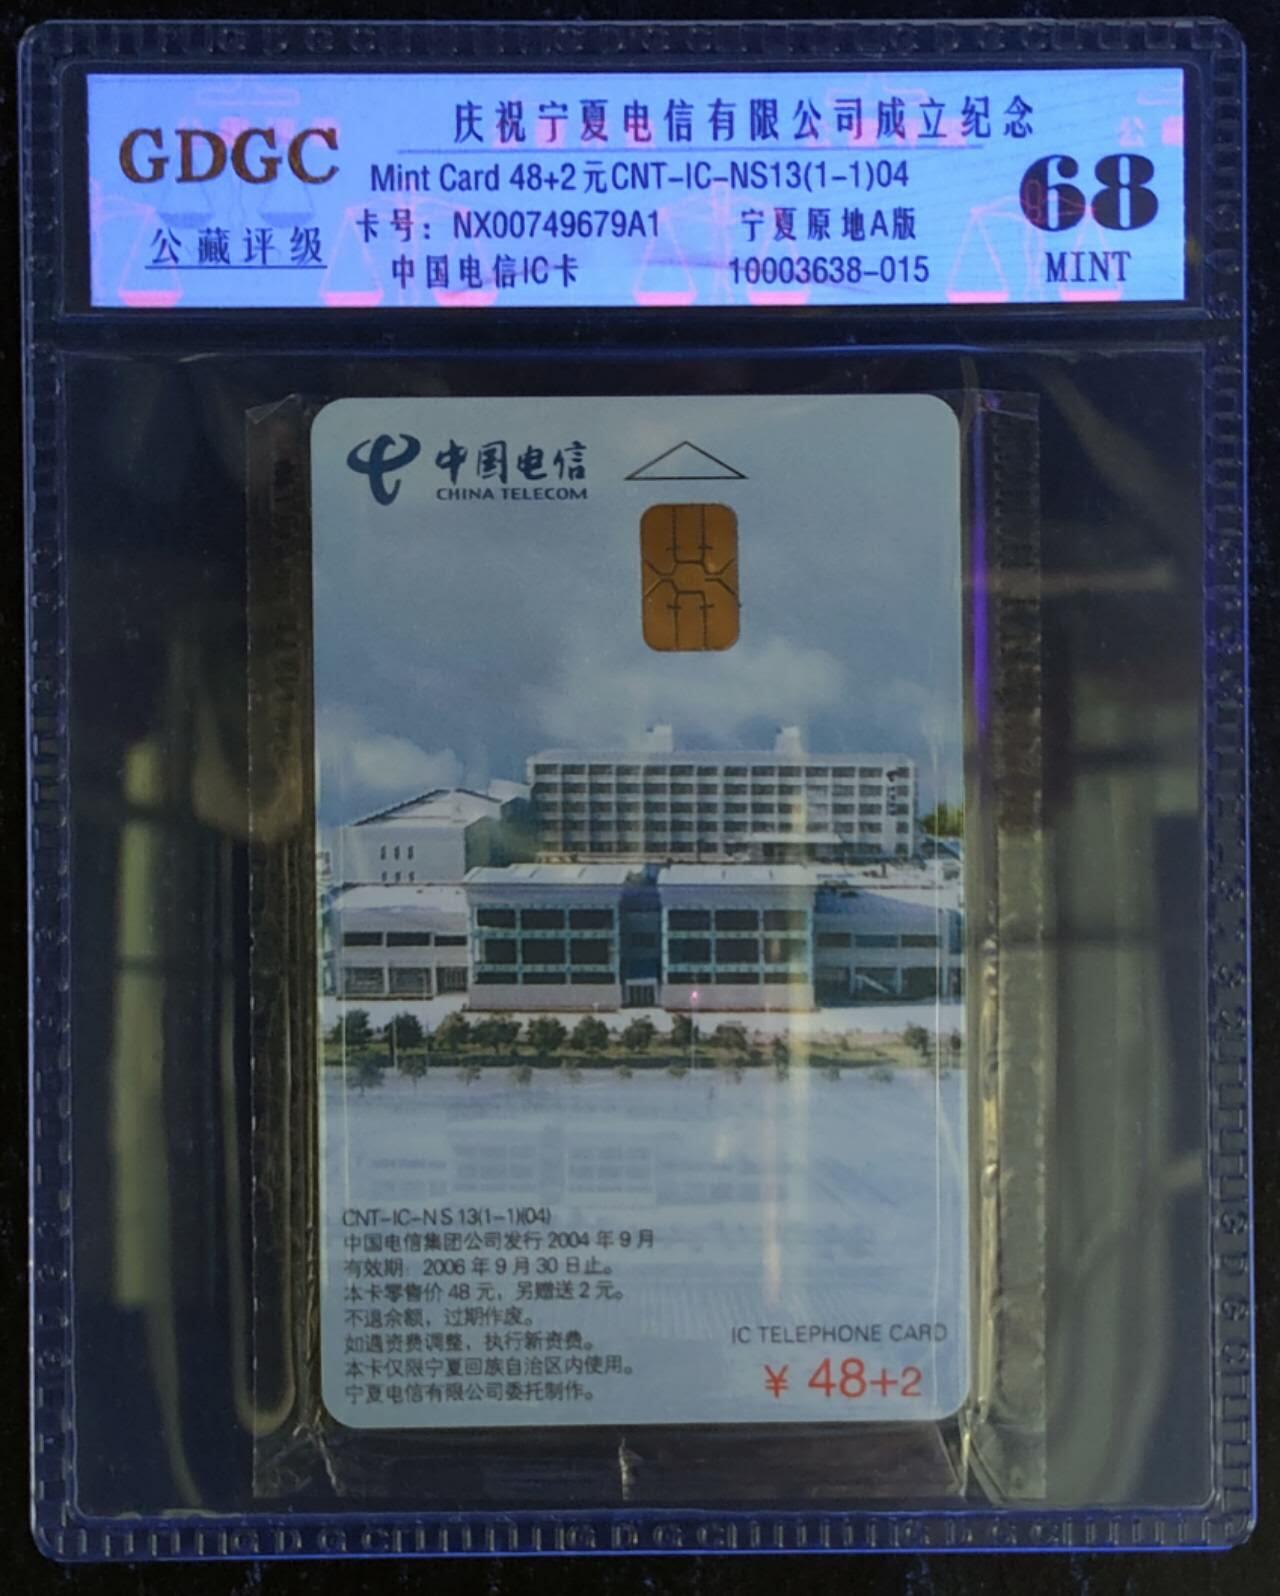 庆祝宁夏电信有限公司成立纪念
GDGC
Mint Card 48+2元CNT-IC-NS13(1-1)04
68
卡号：NX00749679A1 宁夏原地A版
公藏评级
中国电信IC卡 10003638-015
MINT
中国电信
CHINA TELECOM
CNT-IC-NS13(1-1)(04)
中国电信集团公司发行 2004 年 9 月
有效期: 2006 年 9 月 30 日止。
本卡零售价 48 元，另赠送 2 元。
不退余额，过期作废。
如遇资费调整，执行新资费。
本卡仅限宁夏回族自治区内使用。
宁夏电信有限公司委托制作。
IC TELEPHONE CARD
¥ 48+2